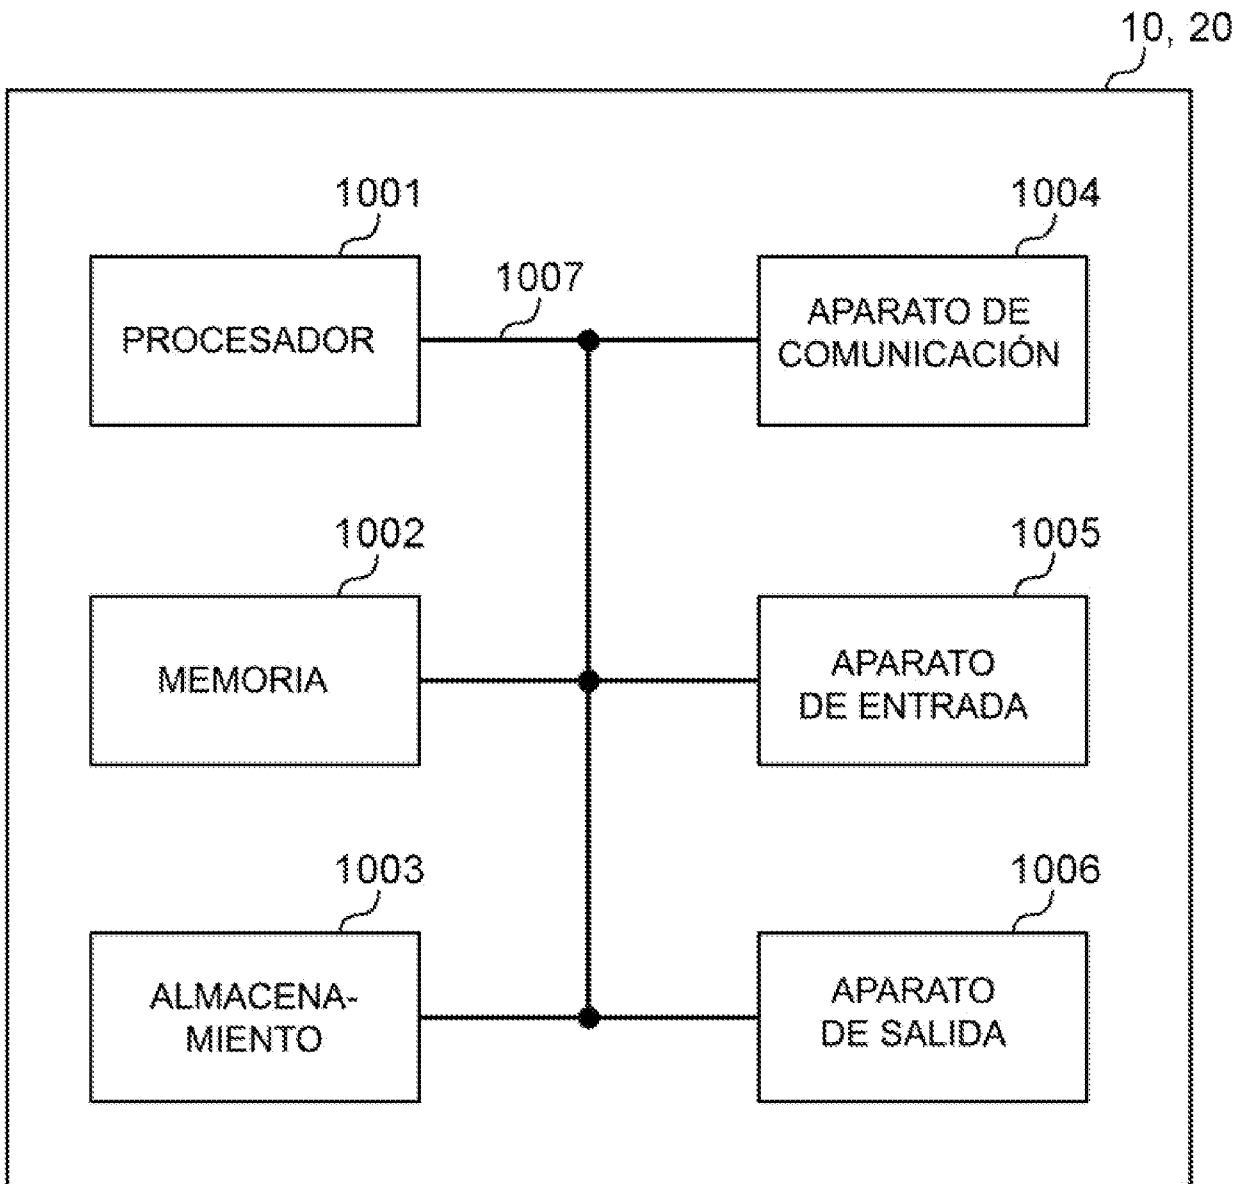 10, 20
1001
PROCESADOR
1007
1004
APARATO DE
COMUNICACIÓN
1002
MEMORIA
1005
APARATO
DE ENTRADA
1003
ALMACENA-
MIENTO
1006
APARATO
DE SALIDA